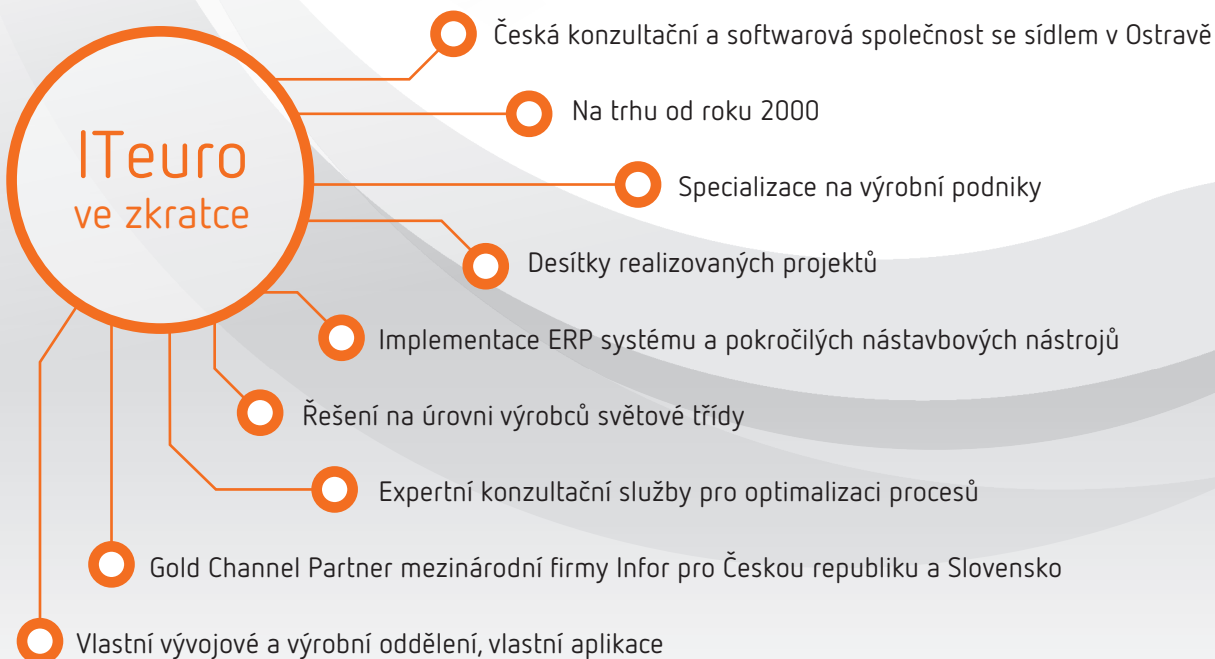 ITeuro
ve zkratce
Česká konzultační a softwarová společnost se sídlem v Ostravě
Na trhu od roku 2000
Specializace na výrobní podniky
Desítky realizovaných projektů
Implementace ERP systému a pokročilých nástavbových nástrojů
Řešení na úrovni výrobců světové třídy
Expertní konzultační služby pro optimalizaci procesů
Gold Channel Partner mezinárodní firmy Infor pro Českou republiku a Slovensko
Vlastní vývojové a výrobní oddělení, vlastní aplikace